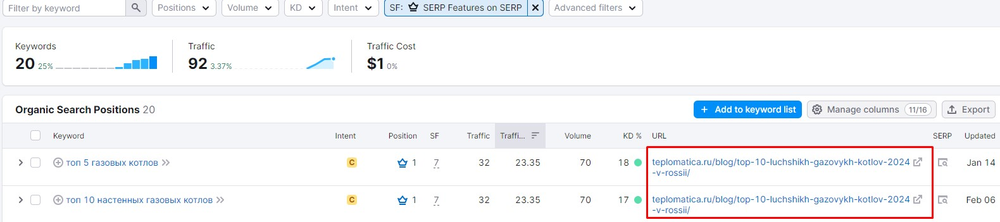 Filter by keyword Positions Volume KD Intent SF: SERP Features on SERP Advanced filters
Keywords Traffic Traffic Cost
20 25% 92 3.37% $1 0%
Organic Search Positions 20 + Add to keyword list Manage columns 11/16 Export
Keyword Intent Position SF Traffic Traffi... Volume KD % URL SERP Updated
топ 5 газовых котлов C 1 7 32 23.35 70 18 teplomatica.ru/blog/top-10-luchshikh-gazovykh-kotlov-2024 Jan 14
-v-rossii/
топ 10 настенных газовых котлов C 1 7 32 23.35 70 17 teplomatica.ru/blog/top-10-luchshikh-gazovykh-kotlov-2024 Feb 06
-v-rossii/